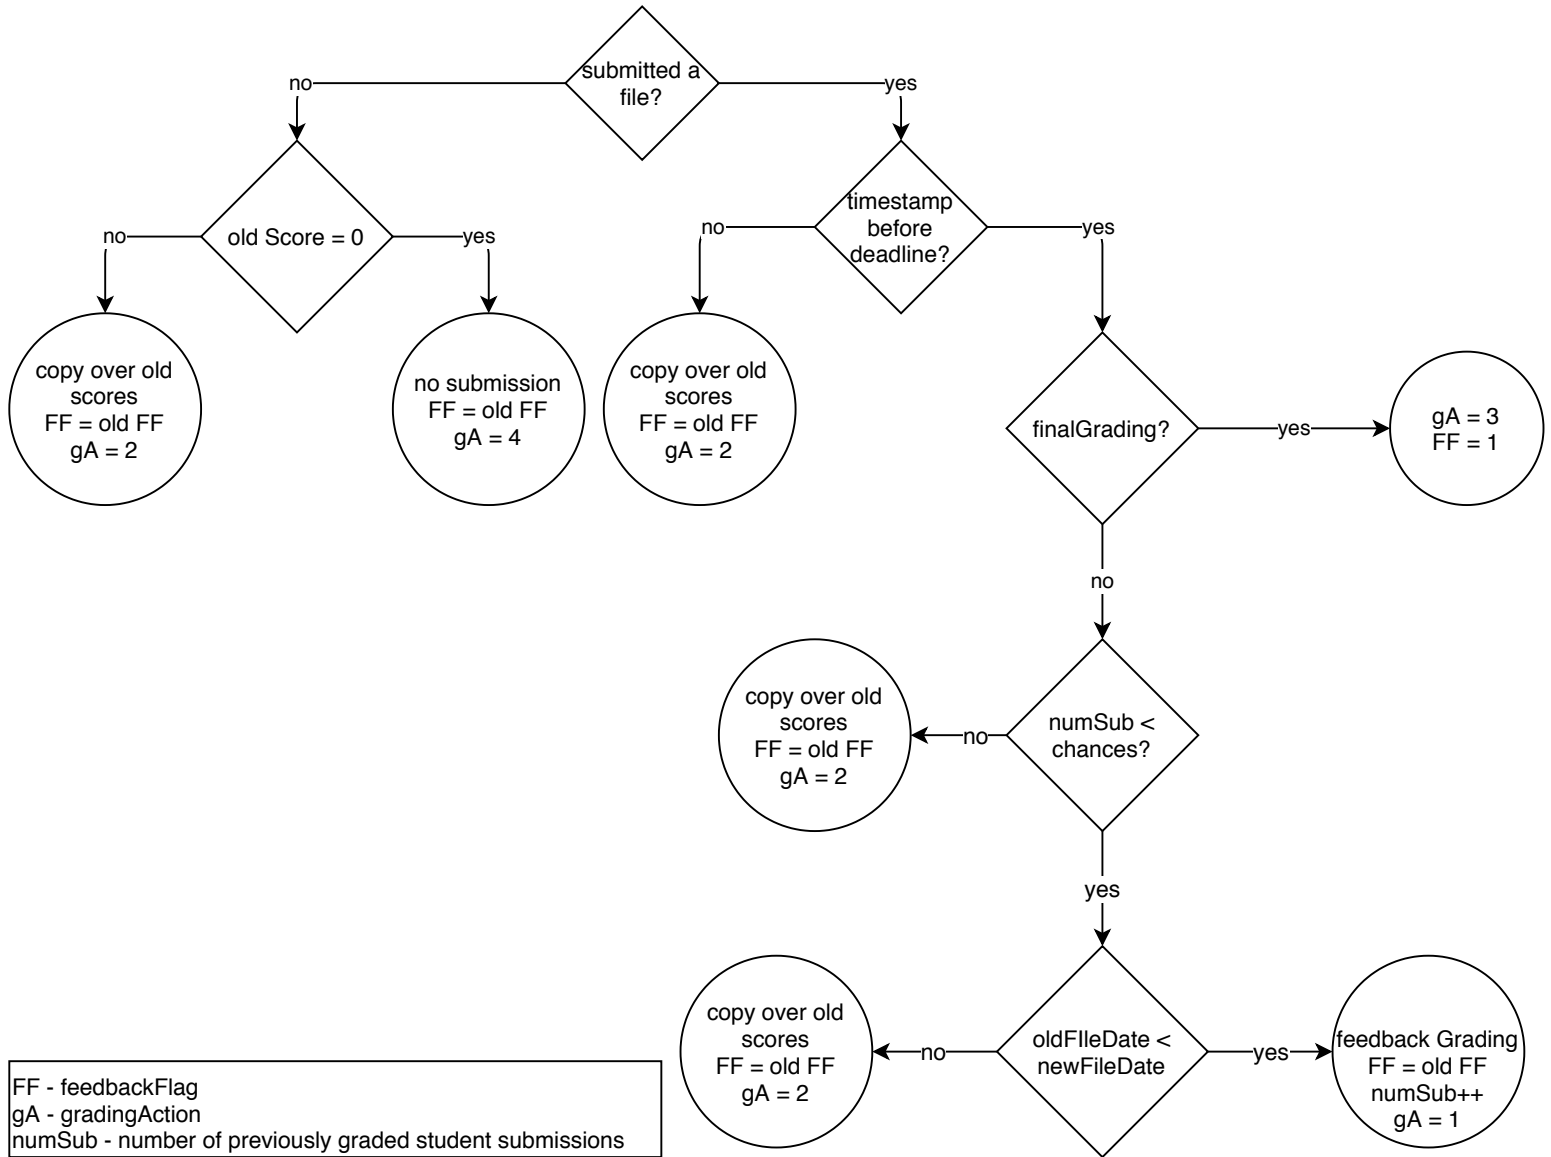 submitted a
file?
no
yes
old Score = 0
no
yes
timestamp
before
deadline?
no
yes
copy over old
scores
FF = old FF
gA = 2
no submission
FF = old FF
gA = 4
copy over old
scores
FF = old FF
gA = 2
finalGrading?
yes
gA = 3
FF = 1
no
copy over old
scores
FF = old FF
gA = 2
no
numSub <
chances?
yes
copy over old
scores
FF = old FF
gA = 2
no
oldFIleDate <
newFileDate
yes
feedback Grading
FF = old FF
numSub++
gA = 1
FF - feedbackFlag
gA - gradingAction
numSub - number of previously graded student submissions